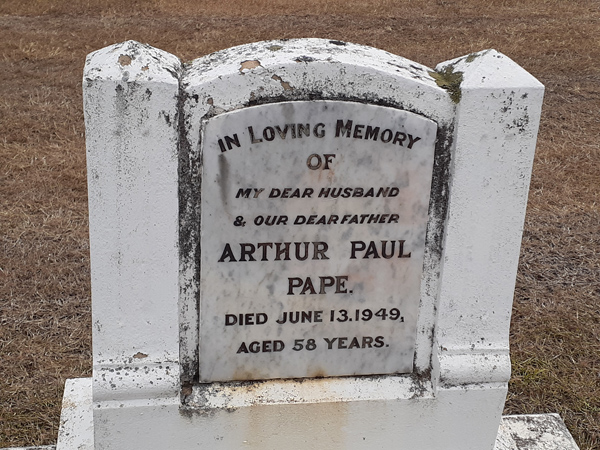 In Loving Memory
OF
MY DEAR HUSBAND
& OUR DEAR FATHER
ARTHUR PAUL
PAPE.
DIED JUNE 13.1949,
AGED 58 YEARS.